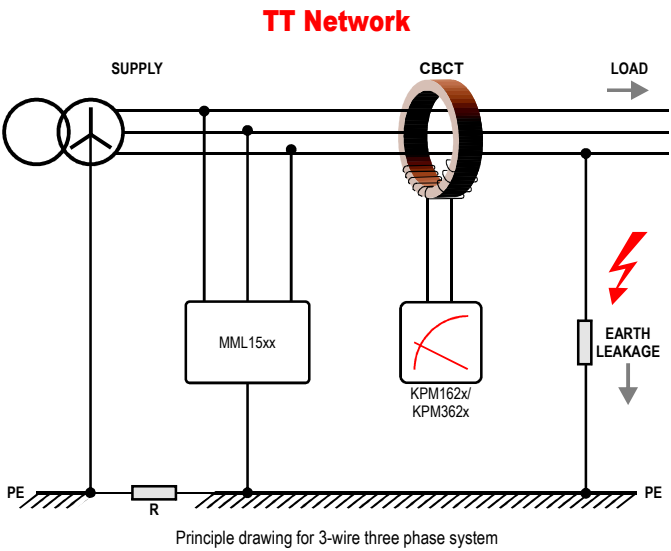 TT Network
SUPPLY
CBCT
LOAD
MML15xx
KPM162x/
KPM362x
EARTH
LEAKAGE
PE
R
PE
Principle drawing for 3-wire three phase system